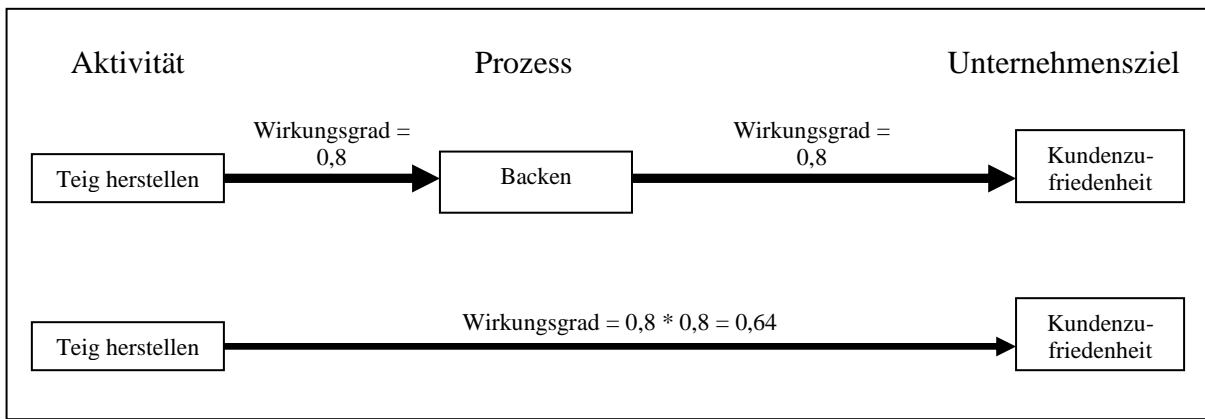 Aktivität
Prozess
Unternehmensziel
Wirkungsgrad =
0,8
Wirkungsgrad =
0,8
Teig herstellen
Backen
Kundenzu-
friedenheit
Wirkungsgrad = 0,8 * 0,8 = 0,64
Teig herstellen
Kundenzu-
friedenheit